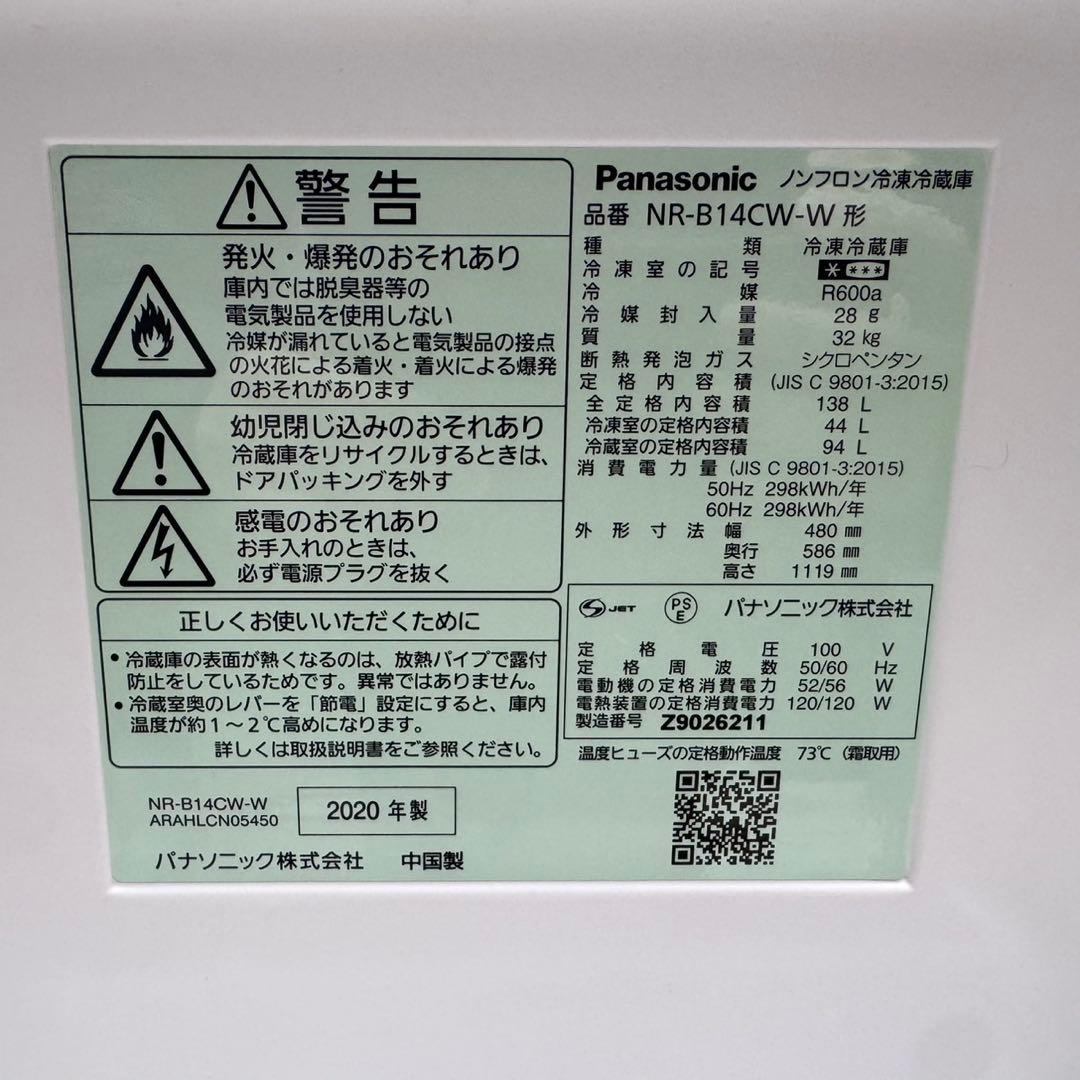 警告
発火・爆発のおそれあり
庫内では脱臭器等の
電気製品を使用しない
冷媒が漏れていると電気製品の接点
の火花による着火・着火による爆発
のおそれがあります
幼児閉じ込みのおそれあり
冷蔵庫をリサイクルするときは、
ドアパッキングを外す
感電のおそれあり
お手入れのときは、
必ず電源プラグを抜く
正しくお使いいただくために
・冷蔵庫の表面が熱くなるのは、放熱パイプで露付
防止をしているためです。異常ではありません。
・冷蔵室奥のレバーを「節電」設定にすると、庫内
温度が約1～2℃高めになります。
詳しくは取扱説明書をご参照ください。
NR-B14CW-W
ARAHLCN05450
2020 年製
パナソニック株式会社 中国製
Panasonic ノンフロン冷凍冷蔵庫
品番 NR-B14CW-W 形
種類 冷凍冷蔵庫
冷凍室の記号 * ***
冷媒 R600a
冷媒封入量 28 g
質量 32 kg
断熱発泡ガス シクロペンタン
定格内容積 (JIS C 9801-3:2015)
全定格内容積 138 L
冷凍室の定格内容積 44 L
冷蔵室の定格内容積 94 L
消費電力量 (JIS C 9801-3:2015)
50Hz 298kWh/年
60Hz 298kWh/年
外形寸法 幅 480 mm
奥行 586 mm
高さ 1119 mm
S JET PS E パナソニック株式会社
定格電圧 100 V
定格周波数 50/60 Hz
電動機の定格消費電力 52/56 W
電熱装置の定格消費電力 120/120 W
製造番号 Z9026211
温度ヒューズの定格動作温度 73℃ (霜取用)